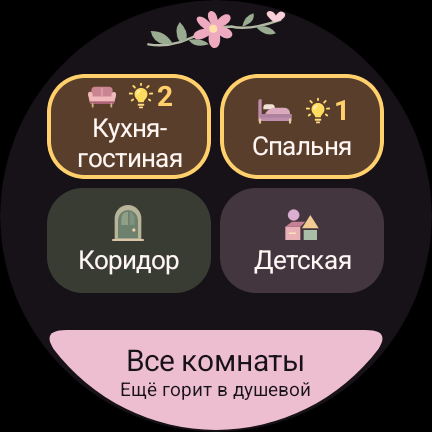 2
Кухня-
гостиная
1
Спальня
Коридор
Детская
Все комнаты
Ещё горит в душевой